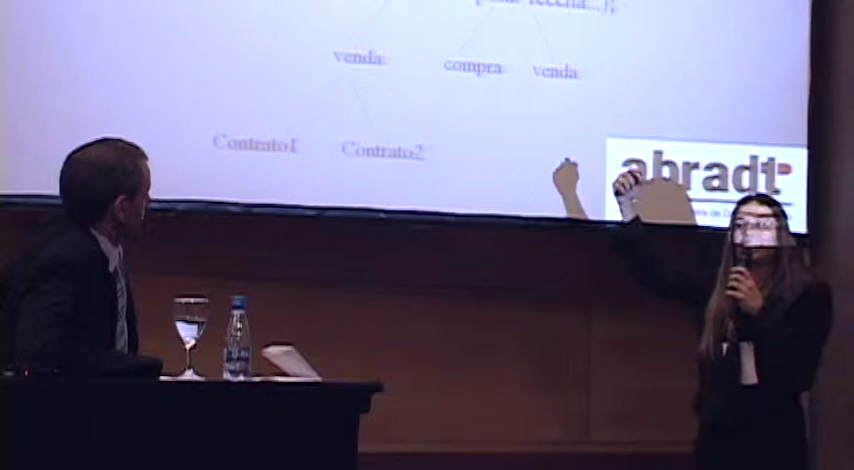 venda
compra
venda
Contrato1
Contrato2
abradt